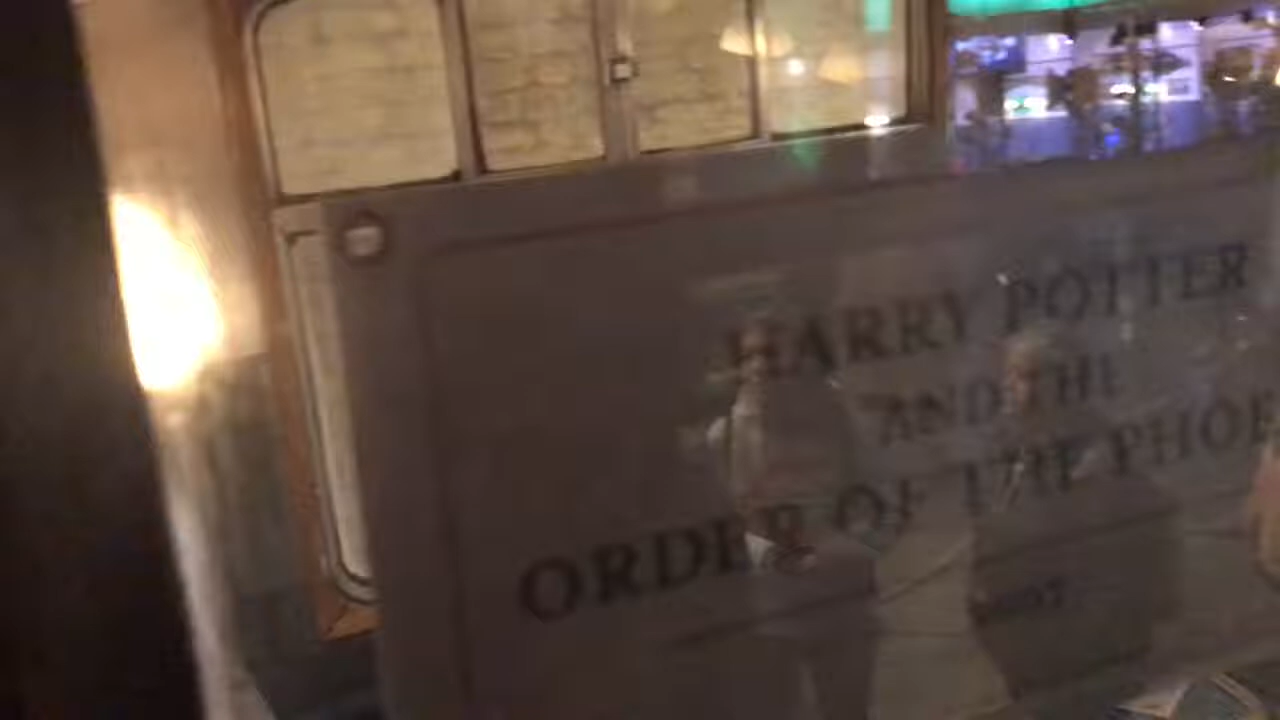 HARRY POTTER
AND THE
ORDER OF THE PHOE